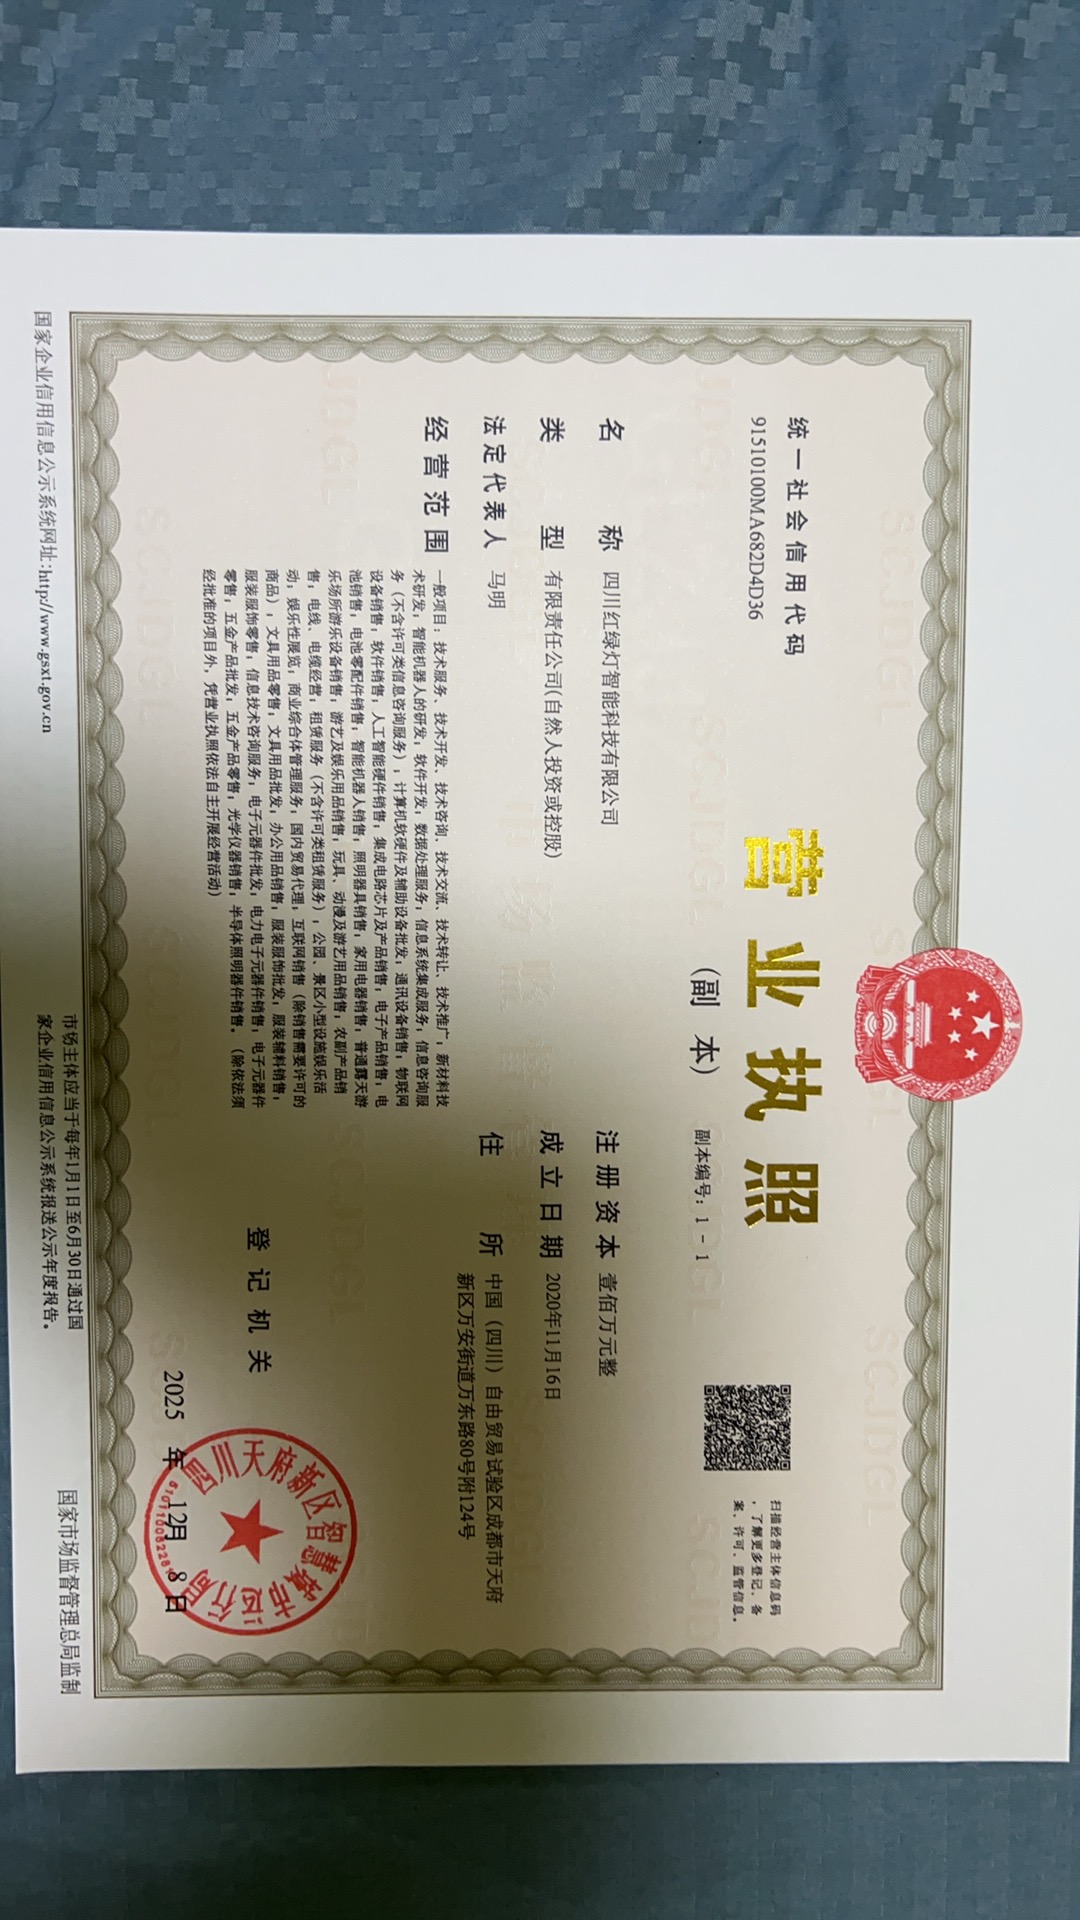 统一社会信用代码
91510100MA682D4D36
营业执照
（副 本）
副本编号：1 - 1
扫描经营主体信息码
，了解更多登记、备
案、许可、监管信息。
名 称 四川红绿灯智能科技有限公司
类 型 有限责任公司(自然人投资或控股)
法定代表人 马明
经营范围 一般项目：技术服务、技术开发、技术咨询、技术交流、技术转让、技术推广；新材料技
术研发；智能机器人的研发；软件开发；数据处理服务；信息系统集成服务；信息咨询服
务（不含许可类信息咨询服务）；计算机软硬件及辅助设备批发；通讯设备销售；物联网
设备销售；软件销售；人工智能硬件销售；集成电路芯片及产品销售；电子产品销售；电
池销售；电池零配件销售；智能机器人销售；照明器具销售；家用电器销售；普通露天游
乐场所游乐设备销售；游艺及娱乐用品销售；玩具、动漫及游艺用品销售；农副产品销
售；电线、电缆经营；租赁服务（不含许可类租赁服务）；公园、景区小型设施娱乐活
动；娱乐性展览；商业综合体管理服务；国内贸易代理；互联网销售（除销售需要许可的
商品）；文具用品零售；文具用品批发；办公用品销售；服装服饰批发；服装辅料销售；
服装服饰零售；信息技术咨询服务；电子元器件批发；电力电子元器件销售；电子元器件
零售；五金产品批发；五金产品零售；光学仪器销售；半导体照明器件销售。（除依法须
经批准的项目外，凭营业执照依法自主开展经营活动）
注册资本 壹佰万元整
成立日期 2020年11月16日
住 所 中国（四川）自由贸易试验区成都市天府
新区万安街道万东路80号附124号
登记机关
四川天府新区智慧蓉城运行局
2025 年 12月 8 日
国家企业信用信息公示系统网址:http://www.gsxt.gov.cn
市场主体应当于每年1月1日至6月30日通过国
家企业信用信息公示系统报送公示年度报告。
国家市场监督管理总局监制